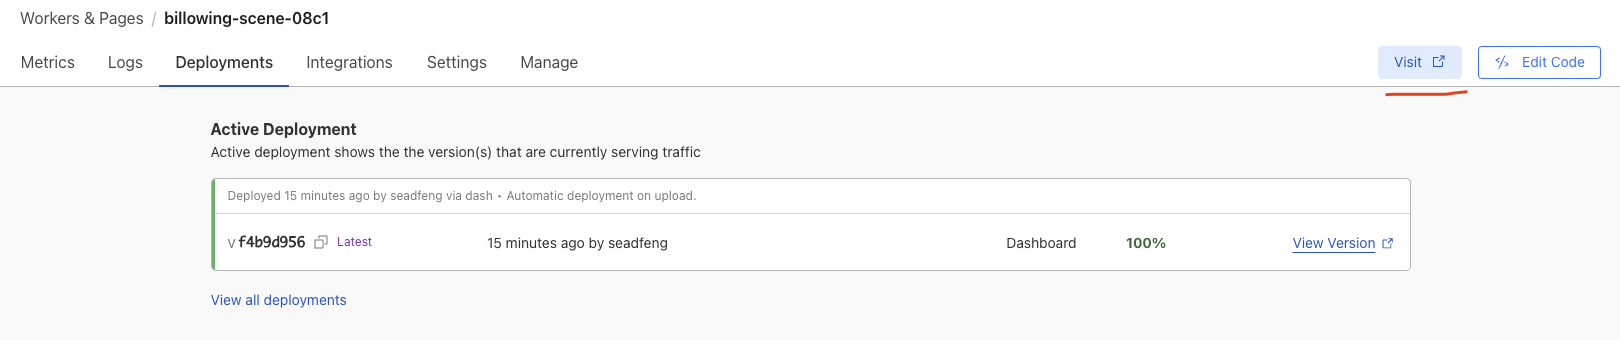 Workers & Pages / billowing-scene-08c1
Metrics Logs Deployments Integrations Settings Manage Visit Edit Code
Active Deployment
Active deployment shows the the version(s) that are currently serving traffic
Deployed 15 minutes ago by seadfeng via dash • Automatic deployment on upload.
v f4b9d956 Latest 15 minutes ago by seadfeng Dashboard 100% View Version
View all deployments